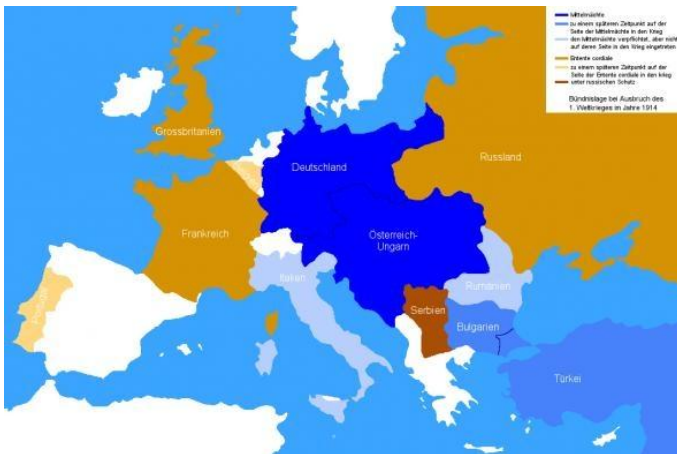 Mittelmächte
zu einem späteren Zeitpunkt auf der
Seite der Mittelmächte in den Krieg
den Mittelmächte verpflichtet, aber nicht
auf deren Seite in den Krieg eingetreten
Entente cordiale
zu einem späteren Zeitpunkt auf der
Seite der Entente cordiale in den krieg
unter russischen Schutz
Bündnislage bei Ausbruch des
1. Weltkrieges im Jahre 1914
Grossbritanien
Deutschland
Russland
Frankreich
Österreich-
Ungarn
Italien
Rumänien
Serbien
Bulgarien
Türkei
Portugal